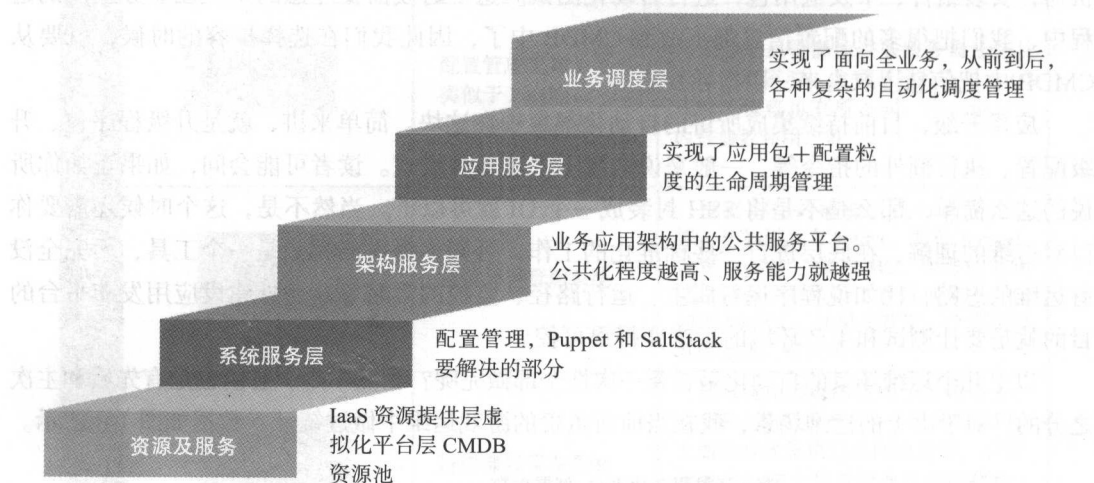 CMDB
业务调度层
实现了面向全业务，从前到后，
各种复杂的自动化调度管理
应用服务层
实现了应用包＋配置粒
度的生命周期管理
架构服务层
业务应用架构中的公共服务平台。
公共化程度越高、服务能力就越强
系统服务层
配置管理，Puppet 和 SaltStack
要解决的部分
资源及服务
IaaS 资源提供层虚
拟化平台层 CMDB
资源池